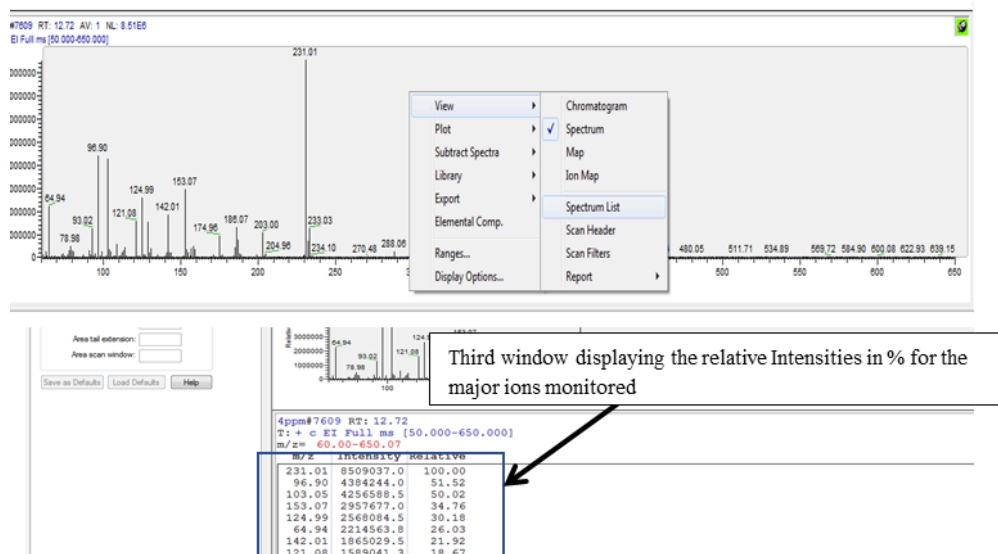 #7609 RT: 12.72 AV: 1 NL: 8.51E6
EI Full ms [50.000-650.000]
231.01
96.90
153.07
124.99
142.01
121.08
64.94
93.02
78.98
174.96
186.07
203.00
204.96
233.03
234.10
270.48
288.06
480.05
511.71
534.89
569.72
584.90
600.08
622.93
639.15
0
100
150
200
250
550
600
650
View
Plot
Subtract Spectra
Library
Export
Elemental Comp.
Ranges...
Display Options...
Chromatogram
Spectrum
Map
Ion Map
Spectrum List
Scan Header
Scan Filters
Report
Area tail extension:
Area scan window:
Save as Defaults Load Defaults Help
3000000
2000000
1000000
0
64.94
93.02
78.98
121.08
100
Third window displaying the relative Intensities in % for the
major ions monitored
4ppm#7609 RT: 12.72
T: + c EI Full ms [50.000-650.000]
m/z= 60.00-650.07
m/z Intensity Relative
231.01 8509037.0 100.00
96.90 4384244.0 51.52
103.05 4256588.5 50.02
153.07 2957677.0 34.76
124.99 2568084.5 30.18
64.94 2214563.8 26.03
142.01 1865029.5 21.92
121.08 1589041.3 18.67